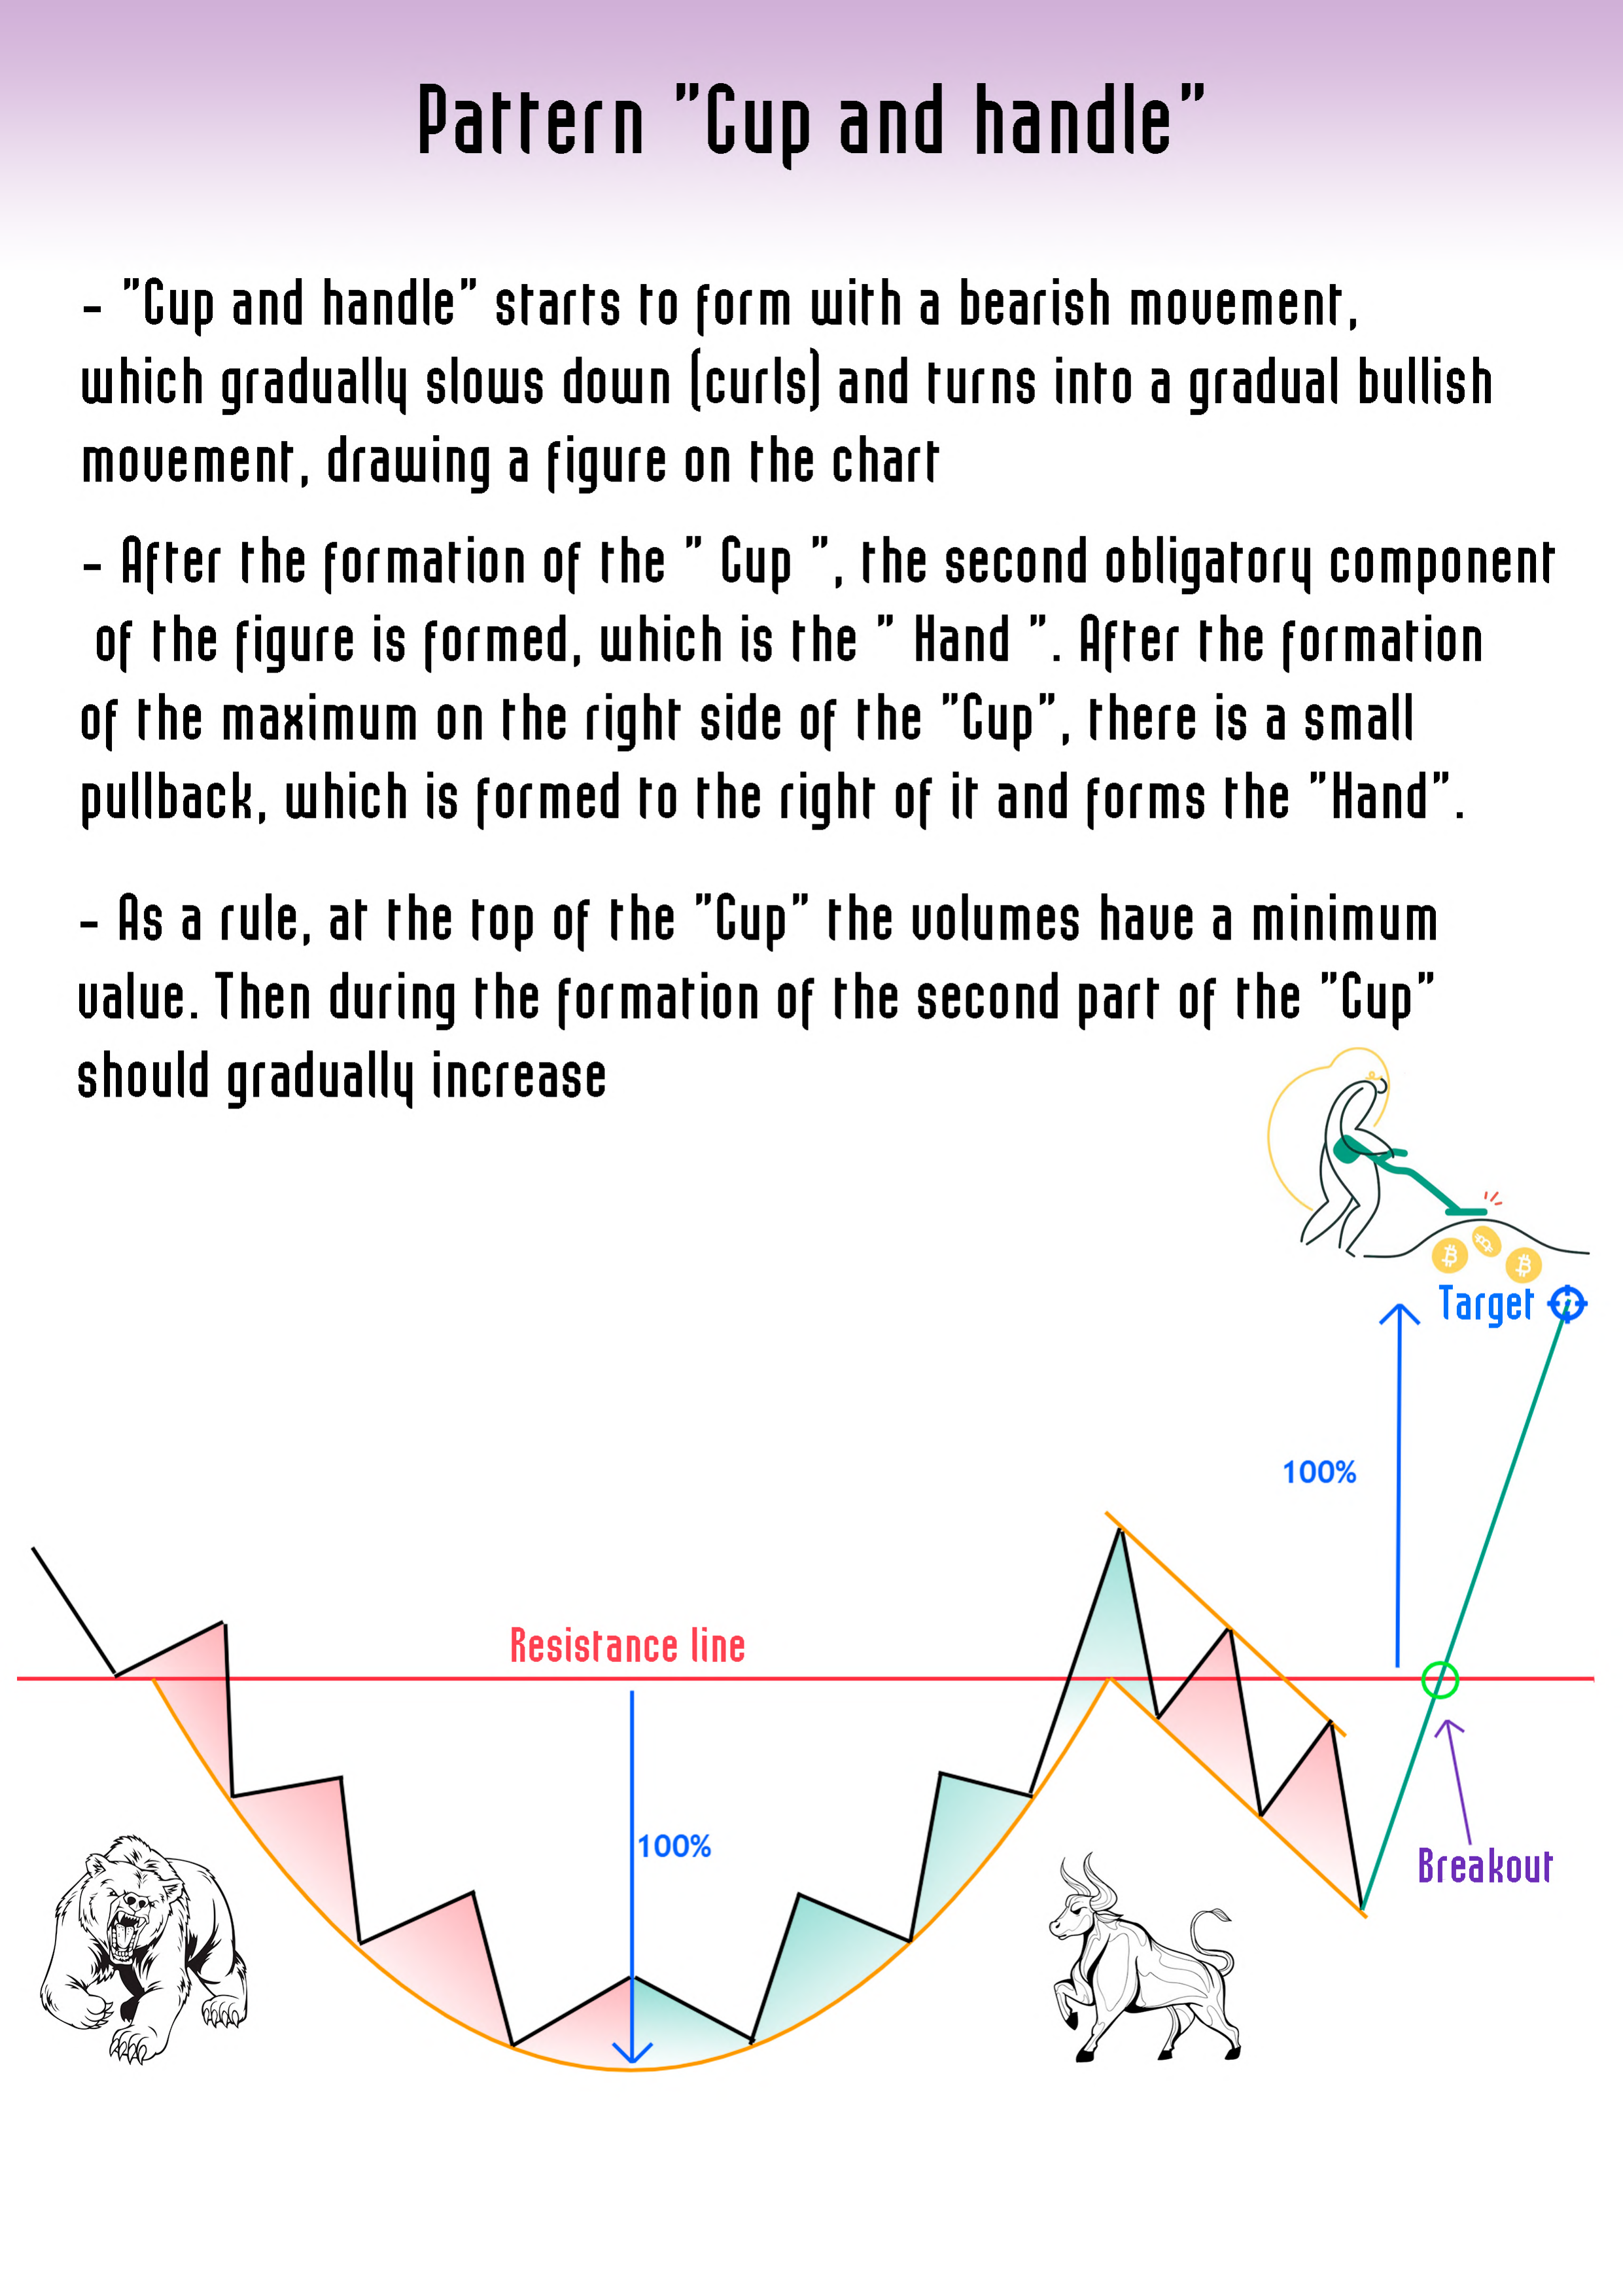 Pattern "Cup and handle"
- "Cup and handle" starts to form with a bearish movement,
which gradually slows down (curls) and turns into a gradual bullish
movement, drawing a figure on the chart
- After the formation of the " Cup ", the second obligatory component
of the figure is formed, which is the " Hand ". After the formation
of the maximum on the right side of the "Cup", there is a small
pullback, which is formed to the right of it and forms the "Hand".
- As a rule, at the top of the "Cup" the volumes have a minimum
value. Then during the formation of the second part of the "Cup"
should gradually increase
Target
100%
Resistance line
100%
Breakout